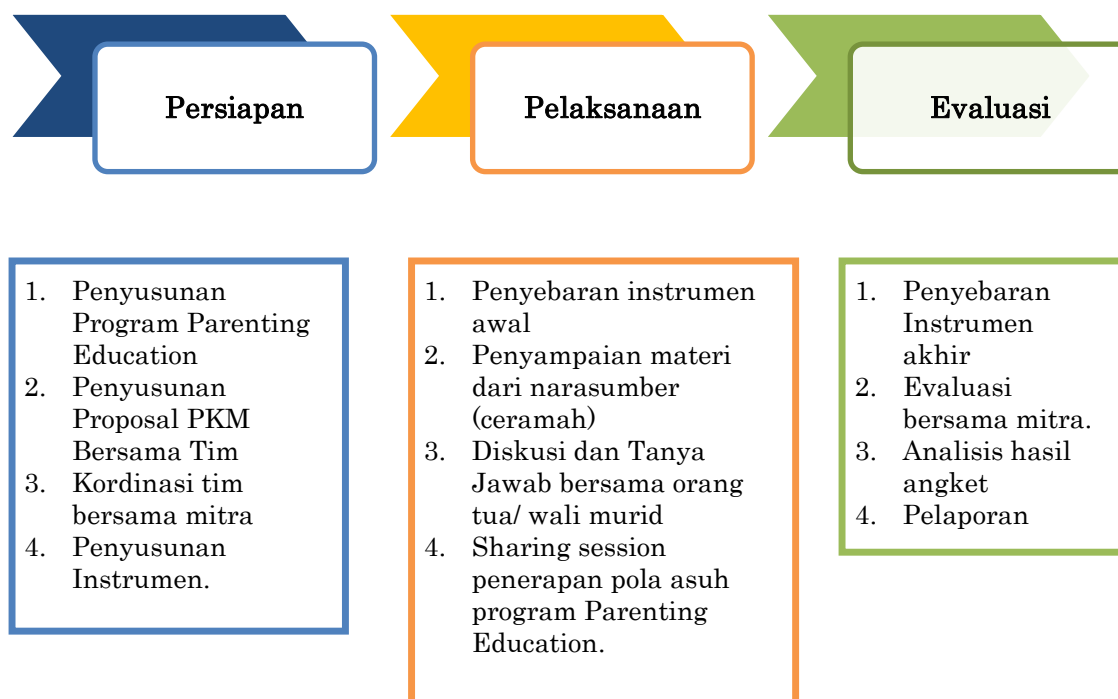 Persiapan
Pelaksanaan
Evaluasi
1. Penyusunan
Program Parenting
Education
2. Penyusunan
Proposal PKM
Bersama Tim
3. Kordinasi tim
bersama mitra
4. Penyusunan
Instrumen.
1. Penyebaran instrumen
awal
2. Penyampaian materi
dari narasumber
(ceramah)
3. Diskusi dan Tanya
Jawab bersama orang
tua/ wali murid
4. Sharing session
penerapan pola asuh
program Parenting
Education.
1. Penyebaran
Instrumen
akhir
2. Evaluasi
bersama mitra.
3. Analisis hasil
angket
4. Pelaporan